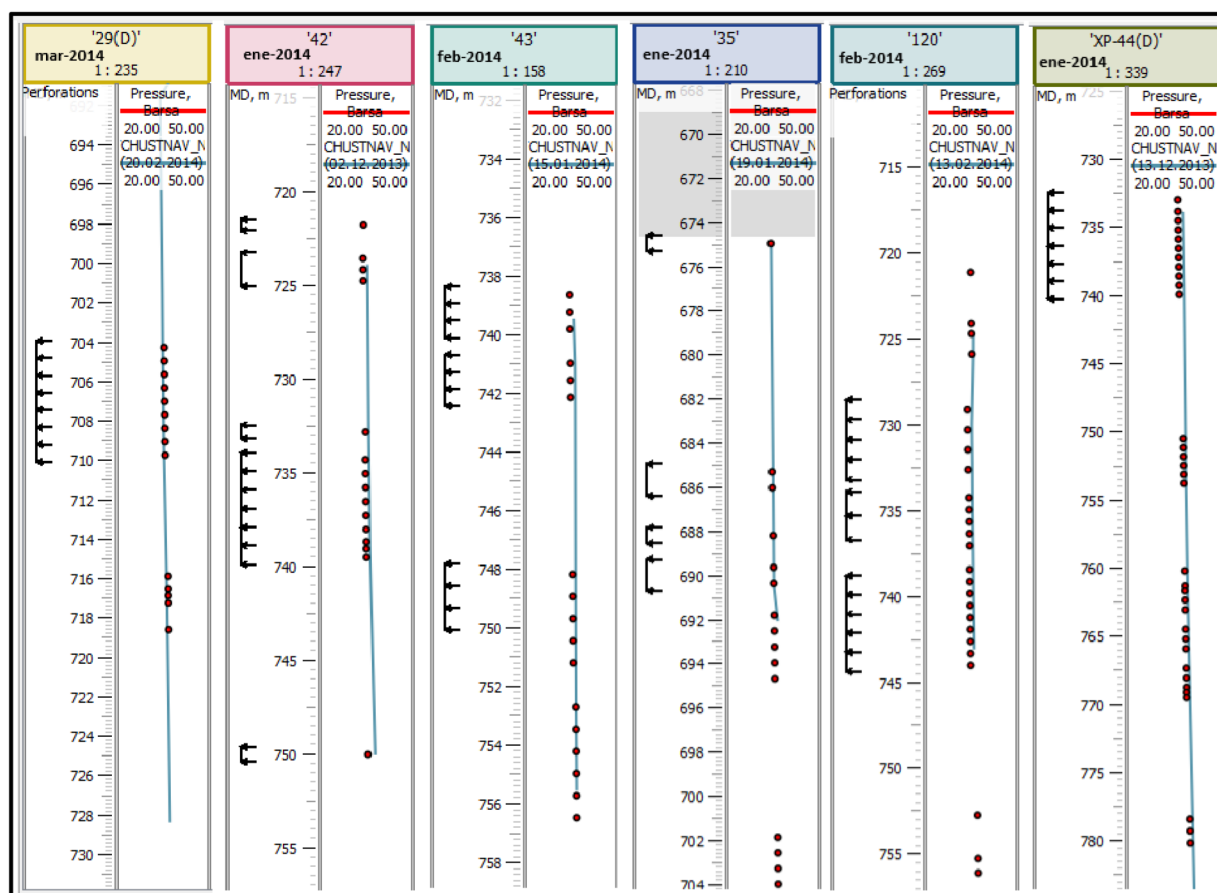 '29(D)'
mar-2014
1 : 235
Perforations
Pressure,
Barsa
20.00 50.00
CHUSTNAV_N
(20.02.2014)
20.00 50.00
692
694
696
698
700
702
704
706
708
710
712
714
716
718
720
722
724
726
728
730
'42'
ene-2014
1 : 247
MD, m
Pressure,
Barsa
20.00 50.00
CHUSTNAV_N
(02.12.2013)
20.00 50.00
715
720
725
730
735
740
745
750
755
'43'
feb-2014
1 : 158
MD, m
Pressure,
Barsa
20.00 50.00
CHUSTNAV_N
(15.01.2014)
20.00 50.00
732
734
736
738
740
742
744
746
748
750
752
754
756
758
'35'
ene-2014
1 : 210
MD, m
Pressure,
Barsa
20.00 50.00
CHUSTNAV_N
(19.01.2014)
20.00 50.00
668
670
672
674
676
678
680
682
684
686
688
690
692
694
696
698
700
702
704
'120'
feb-2014
1 : 269
Perforations
Pressure,
Barsa
20.00 50.00
CHUSTNAV_N
(13.02.2014)
20.00 50.00
715
720
725
730
735
740
745
750
755
'XP-44(D)'
ene-2014
1 : 339
MD, m
Pressure,
Barsa
20.00 50.00
CHUSTNAV_N
(13.12.2013)
20.00 50.00
725
730
735
740
745
750
755
760
765
770
775
780